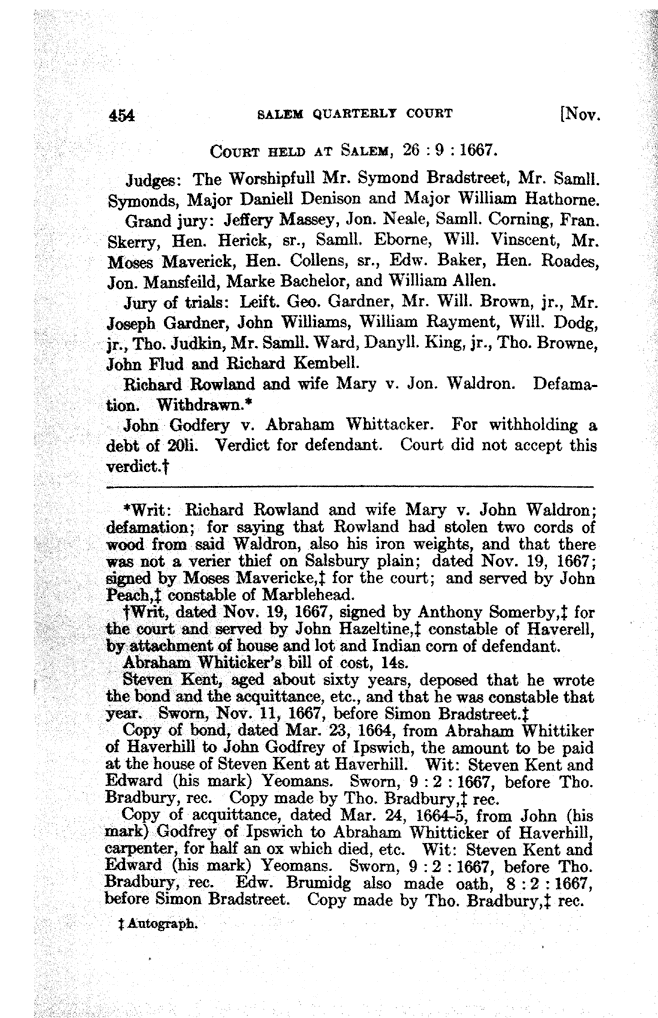 454 SALEM QUARTERLY COURT [Nov.
COURT HELD AT SALEM, 26 : 9 : 1667.
Judges: The Worshipfull Mr. Symond Bradstreet, Mr. Samll.
Symonds, Major Daniell Denison and Major William Hathorne.
Grand jury: Jeffery Massey, Jon. Neale, Samll. Corning, Fran.
Skerry, Hen. Herick, sr., Samll. Eborne, Will. Vinscent, Mr.
Moses Maverick, Hen. Collens, sr., Edw. Baker, Hen. Roades,
Jon. Mansfeild, Marke Bachelor, and William Allen.
Jury of trials: Leift. Geo. Gardner, Mr. Will. Brown, jr., Mr.
Joseph Gardner, John Williams, William Rayment, Will. Dodg,
jr., Tho. Judkin, Mr. Samll. Ward, Danyll. King, jr., Tho. Browne,
John Flud and Richard Kembell.
Richard Rowland and wife Mary v. Jon. Waldron. Defama-
tion. Withdrawn.*
John Godfery v. Abraham Whittacker. For withholding a
debt of 20li. Verdict for defendant. Court did not accept this
verdict.†
*Writ: Richard Rowland and wife Mary v. John Waldron;
defamation; for saying that Rowland had stolen two cords of
wood from said Waldron, also his iron weights, and that there
was not a verier thief on Salsbury plain; dated Nov. 19, 1667;
signed by Moses Mavericke,‡ for the court; and served by John
Peach,‡ constable of Marblehead.
†Writ, dated Nov. 19, 1667, signed by Anthony Somerby,‡ for
the court and served by John Hazeltine,‡ constable of Haverell,
by attachment of house and lot and Indian corn of defendant.
Abraham Whiticker's bill of cost, 14s.
Steven Kent, aged about sixty years, deposed that he wrote
the bond and the acquittance, etc., and that he was constable that
year. Sworn, Nov. 11, 1667, before Simon Bradstreet.‡
Copy of bond, dated Mar. 23, 1664, from Abraham Whittiker
of Haverhill to John Godfrey of Ipswich, the amount to be paid
at the house of Steven Kent at Haverhill. Wit: Steven Kent and
Edward (his mark) Yeomans. Sworn, 9 : 2 : 1667, before Tho.
Bradbury, rec. Copy made by Tho. Bradbury,‡ rec.
Copy of acquittance, dated Mar. 24, 1664-5, from John (his
mark) Godfrey of Ipswich to Abraham Whitticker of Haverhill,
carpenter, for half an ox which died, etc. Wit: Steven Kent and
Edward (his mark) Yeomans. Sworn, 9 : 2 : 1667, before Tho.
Bradbury, rec. Edw. Brumidg also made oath, 8 : 2 : 1667,
before Simon Bradstreet. Copy made by Tho. Bradbury,‡ rec.
‡ Autograph.